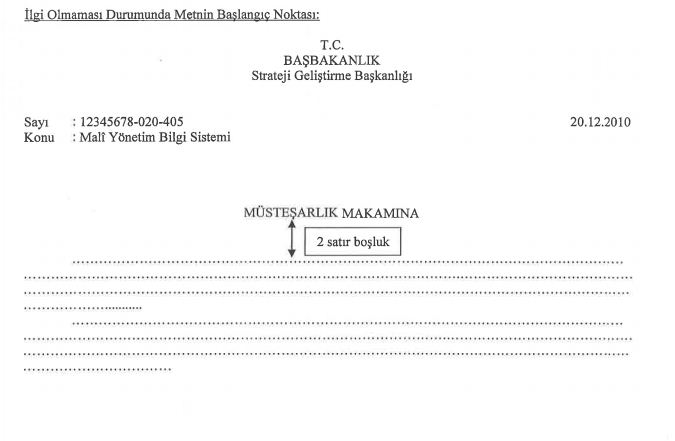 İlgi Olmaması Durumunda Metnin Başlangıç Noktası:
T.C.
BAŞBAKANLIK
Strateji Geliştirme Başkanlığı
Sayı : 12345678-020-405 20.12.2010
Konu : Malî Yönetim Bilgi Sistemi
MÜSTEŞARLIK MAKAMINA
2 satır boşluk